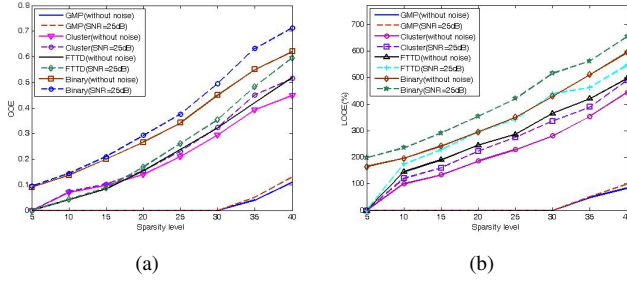 0.8
0.7
0.6
0.5
0.4
0.3
0.2
0.1
0
COE
GMP(without noise)
GMP(SNR=25dB)
Cluster(without noise)
Cluster(SNR=25dB)
FTTD(without noise)
FTTD(SNR=25dB)
Binary(without noise)
Binary(SNR=25dB)
5 10 15 20 25 30 35 40
Sparsity level
(a)
800
700
600
500
400
300
200
100
0
LOOE(%)
GMP(without noise)
GMP(SNR=25dB)
Cluster(without noise)
Cluster(SNR=25dB)
FTTD(without noise)
FTTD(SNR=25dB)
Binary(without noise)
Binary(SNR=25dB)
5 10 15 20 25 30 35 40
Sparsity level
(b)